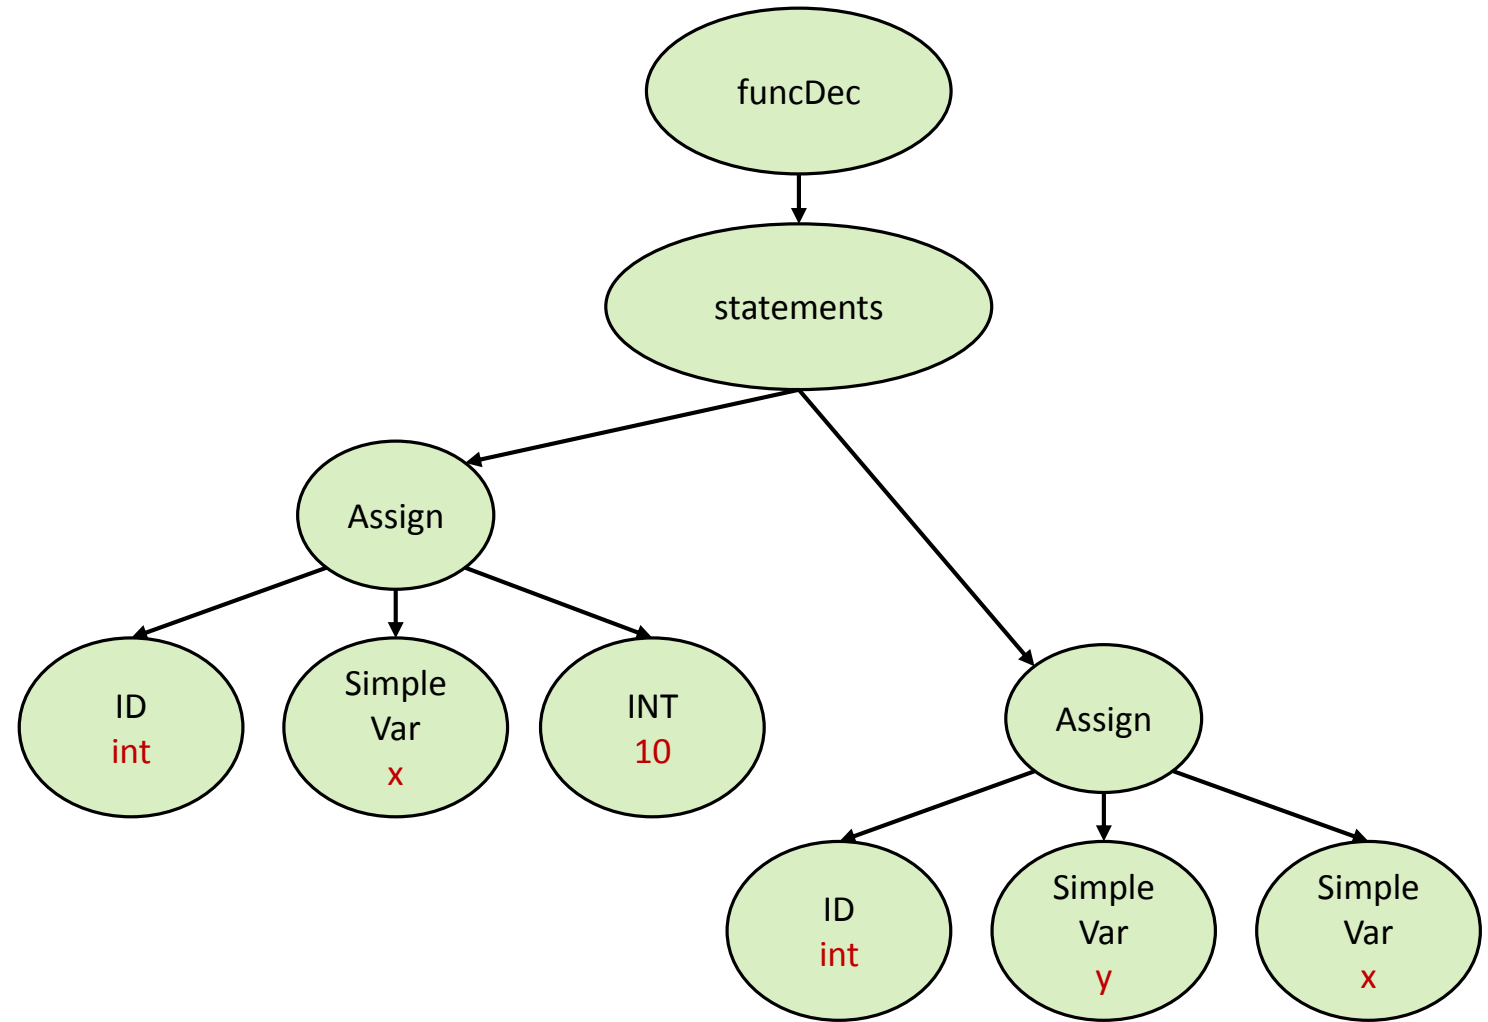 funcDec
statements
Assign
ID
int
Simple
Var
x
INT
10
Assign
ID
int
Simple
Var
y
Simple
Var
x